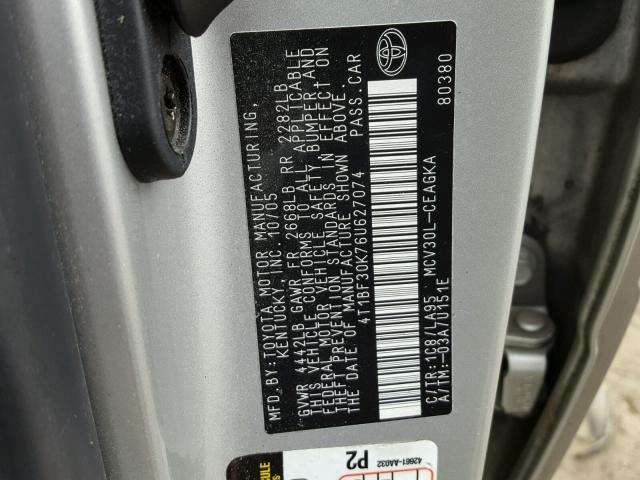 MFD. BY: TOYOTA MOTOR MANUFACTURING,
KENTUCKY, INC. 10/05
GVWR 4442LB GAWR FR 2668LB RR 2282LB
THIS VEHICLE CONFORMS TO ALL APPLICABLE
FEDERAL MOTOR VEHICLE SAFETY, BUMPER AND
THEFT PREVENTION STANDARDS IN EFFECT ON
THE DATE OF MANUFACTURE SHOWN ABOVE.
4T1BF30K76U627074 PASS. CAR
C/TR: 1C8 /LA95 MCV30L-CEAGKA
A/TM: -03A/U151E 80380
42661-AA032
P2